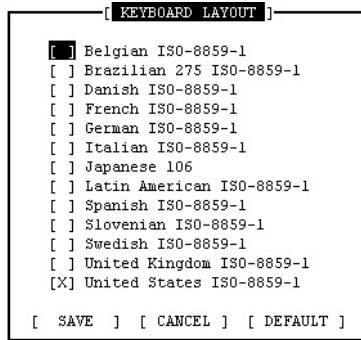 [ KEYBOARD LAYOUT ]
[ ] Belgian ISO-8859-1
[ ] Brazilian 275 ISO-8859-1
[ ] Danish ISO-8859-1
[ ] French ISO-8859-1
[ ] German ISO-8859-1
[ ] Italian ISO-8859-1
[ ] Japanese 106
[ ] Latin American ISO-8859-1
[ ] Spanish ISO-8859-1
[ ] Slovenian ISO-8859-1
[ ] Swedish ISO-8859-1
[ ] United Kingdom ISO-8859-1
[X] United States ISO-8859-1
[ SAVE ] [ CANCEL ] [ DEFAULT ]